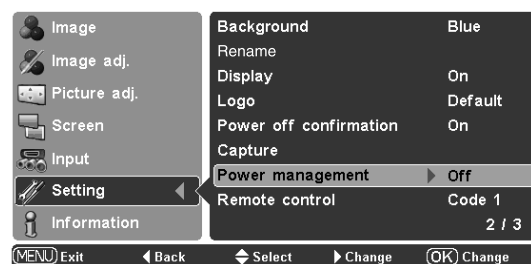 Image
Image adj.
Picture adj.
Screen
Input
Setting
Information
Background Blue
Rename
Display On
Logo Default
Power off confirmation On
Capture
Power management Off
Remote control Code 1
2 / 3
MENU Exit Back Select Change OK Change